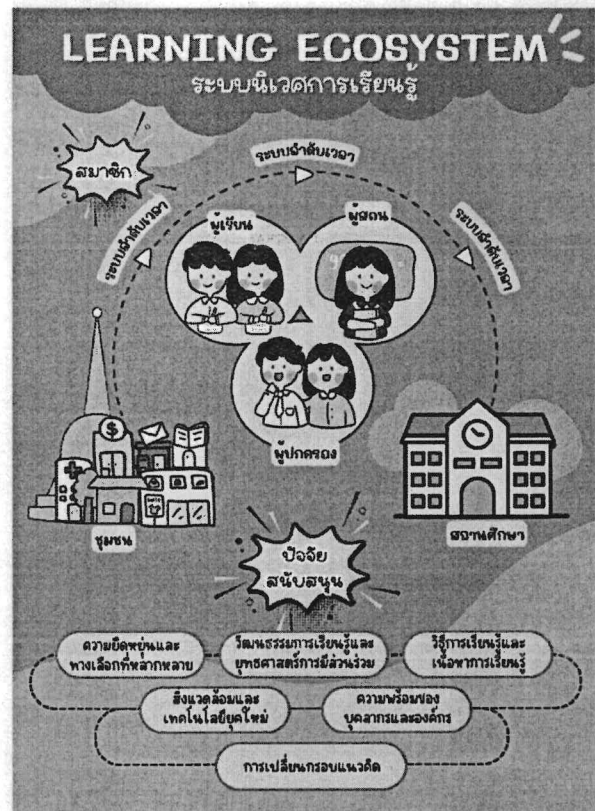 LEARNING ECOSYSTEM
ระบบนิเวศการเรียนรู้
สมาชิก
ระบบลำดับเวลา
ระบบลำดับเวลา
ระบบลำดับเวลา
ผู้เรียน
ผู้สอน
ผู้ปกครอง
ชุมชน
สถานศึกษา
ปัจจัย
สนับสนุน
ความยืดหยุ่นและ
ทางเลือกที่หลากหลาย
วัฒนธรรมการเรียนรู้และ
ยุทธศาสตร์การมีส่วนร่วม
วิธีการเรียนรู้และ
เนื้อหาการเรียนรู้
สิ่งแวดล้อมและ
เทคโนโลยียุคใหม่
ความพร้อมของ
บุคลากรและองค์กร
การเปลี่ยนกรอบแนวคิด